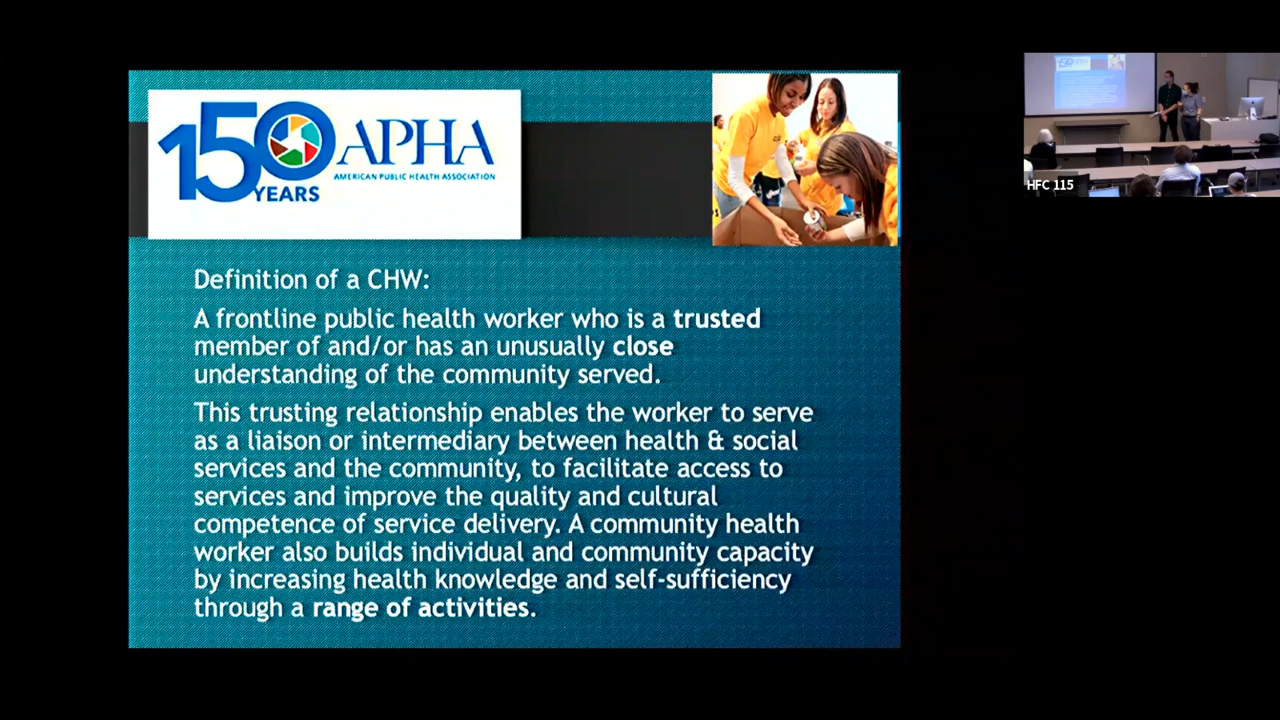 150
YEARS
APHA
AMERICAN PUBLIC HEALTH ASSOCIATION
Definition of a CHW:
A frontline public health worker who is a trusted
member of and/or has an unusually close
understanding of the community served.
This trusting relationship enables the worker to serve
as a liaison or intermediary between health & social
services and the community, to facilitate access to
services and improve the quality and cultural
competence of service delivery. A community health
worker also builds individual and community capacity
by increasing health knowledge and self-sufficiency
through a range of activities.
HFC 115